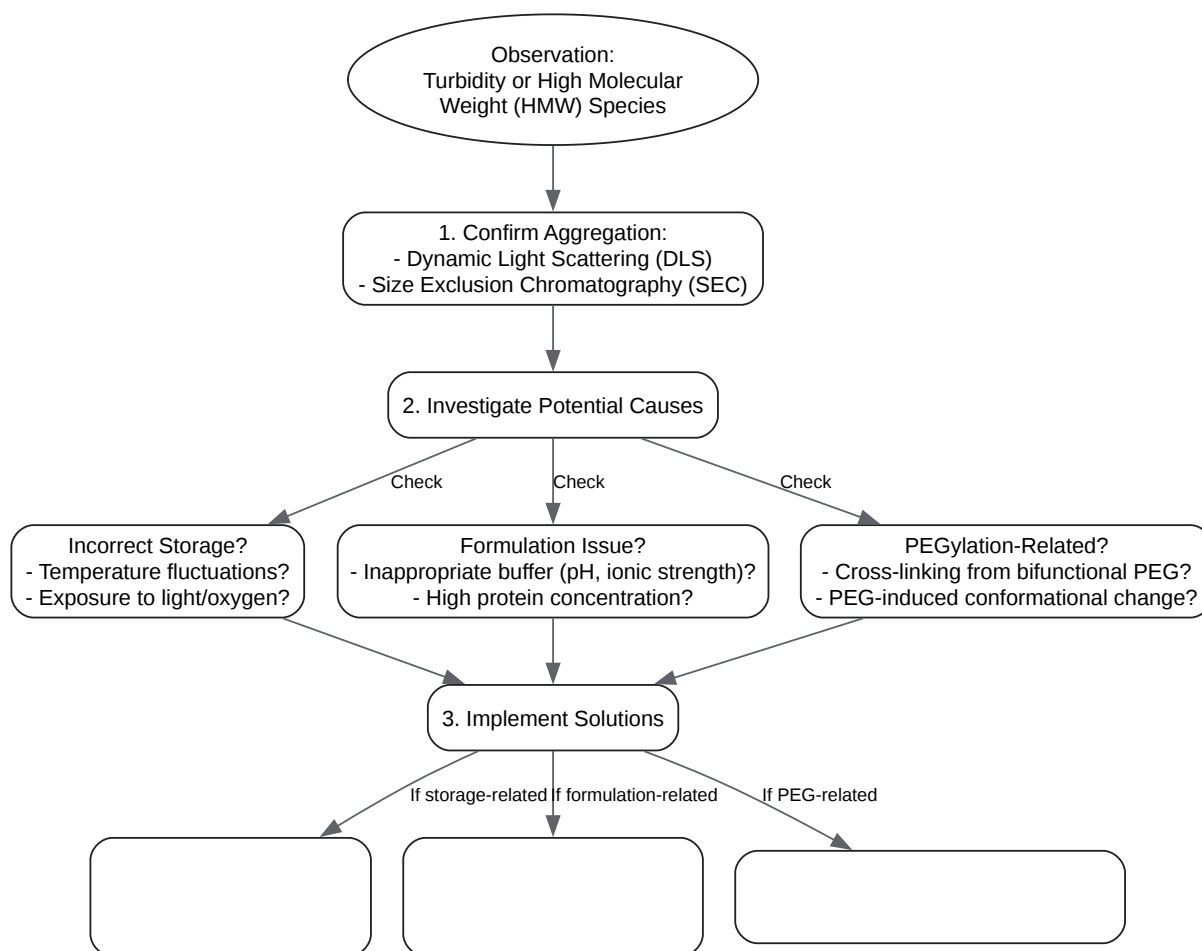 Observation:
Turbidity or High Molecular
Weight (HMW) Species
1. Confirm Aggregation:
- Dynamic Light Scattering (DLS)
- Size Exclusion Chromatography (SEC)
2. Investigate Potential Causes
Check
Check
Check
Incorrect Storage?
- Temperature fluctuations?
- Exposure to light/oxygen?
Formulation Issue?
- Inappropriate buffer (pH, ionic strength)?
- High protein concentration?
PEGylation-Related?
- Cross-linking from bifunctional PEG?
- PEG-induced conformational change?
3. Implement Solutions
If storage-related
If formulation-related
If PEG-related